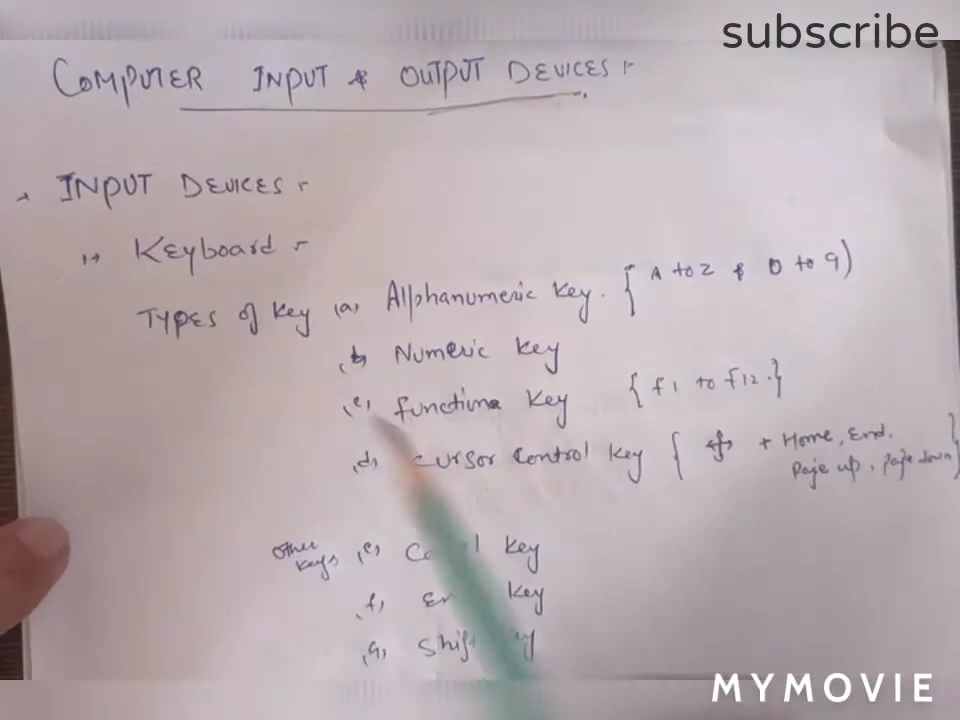 subscribe
COMPUTER INPUT & OUTPUT DEVICES :-
INPUT DEVICES :-
1) Keyboard :-
Types of Key (a) Alphanumeric Key. { A to Z & 0 to 9 }
(b) Numeric Key
(c) function Key { f1 to f12. }
(d) Cursor Control Key { + Home, End, Page up, Page down }
Other Keys (e) Key
(f) Key
(g) Shift
MYMOVIE